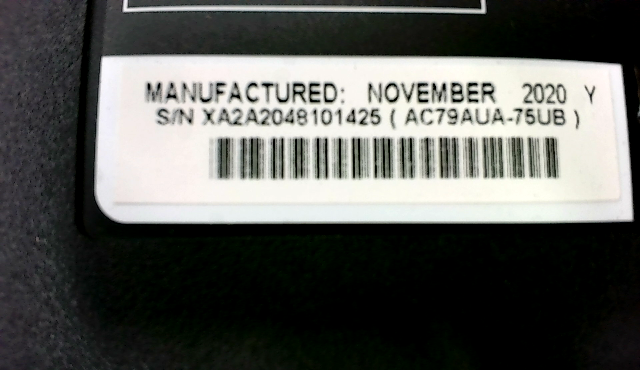 MANUFACTURED: NOVEMBER 2020 Y
S/N XA2A2048101425 ( AC79AUA-75UB )